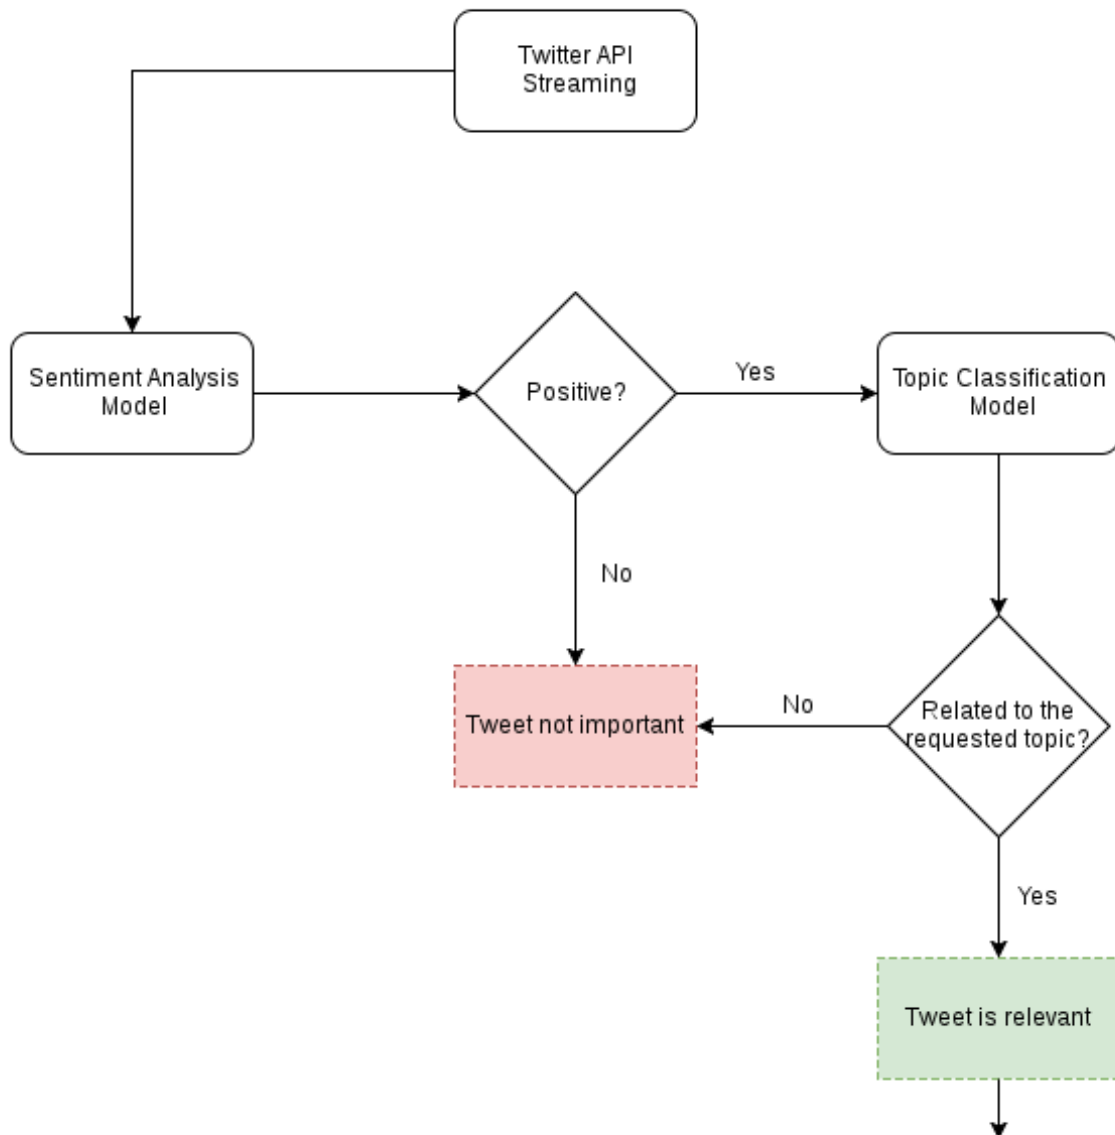 Twitter API
Streaming
Sentiment Analysis
Model
Positive?
Yes
Topic Classification
Model
No
Tweet not important
No
Related to the
requested topic?
Yes
Tweet is relevant